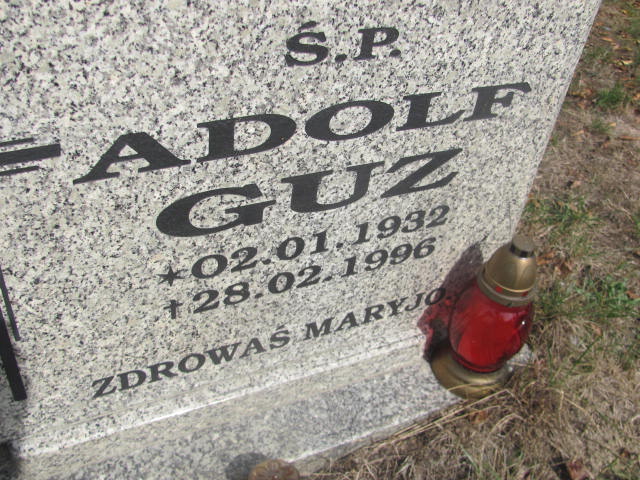 Ś.P.
ADOLF
GUZ
*02.01.1932
†28.02.1996
ZDROWAŚ MARYJO